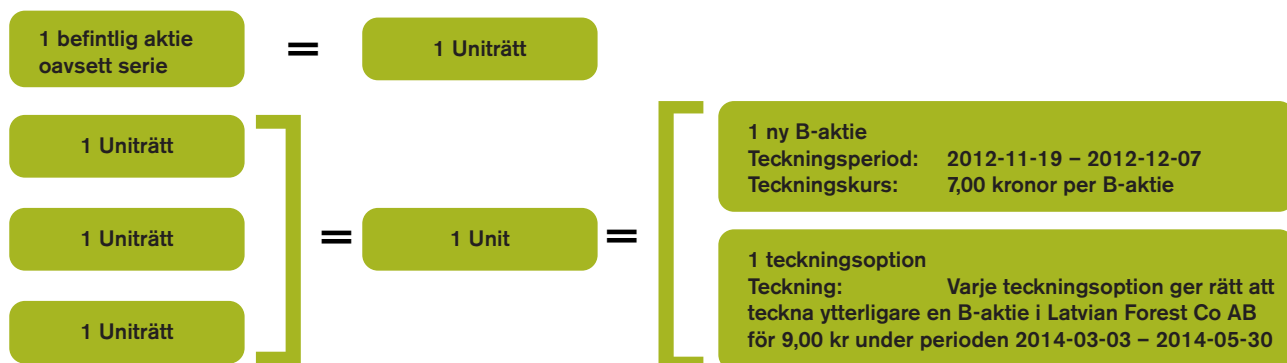 1 befintlig aktie
oavsett serie
=
1 Uniträtt
1 Uniträtt
1 Uniträtt
1 Uniträtt
=
1 Unit
=
1 ny B-aktie
Teckningsperiod: 2012-11-19 – 2012-12-07
Teckningskurs: 7,00 kronor per B-aktie
1 teckningsoption
Teckning: Varje teckningsoption ger rätt att
teckna ytterligare en B-aktie i Latvian Forest Co AB
för 9,00 kr under perioden 2014-03-03 – 2014-05-30